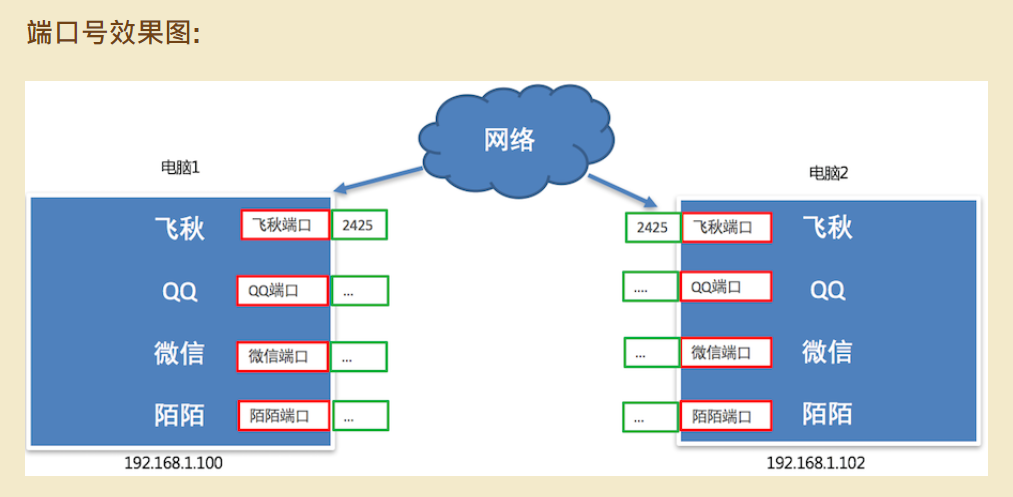 端口号效果图:
网络
电脑1
电脑2
飞秋 飞秋端口 2425
2425 飞秋端口 飞秋
QQ QQ端口 ...
.... QQ端口 QQ
微信 微信端口 ...
... 微信端口 微信
陌陌 陌陌端口 ...
... 陌陌端口 陌陌
192.168.1.100
192.168.1.102